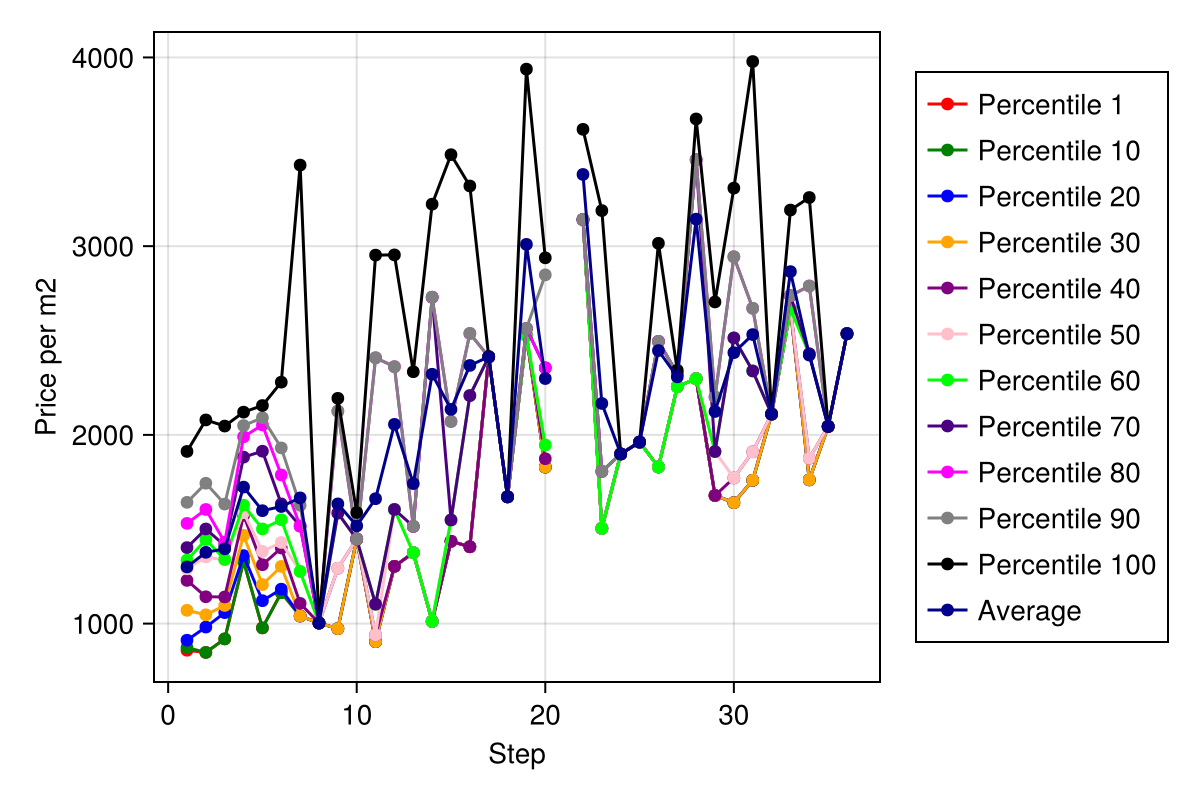 4000
3000
2000
1000
Price per m2
0 10 20 30
Step
Percentile 1
Percentile 10
Percentile 20
Percentile 30
Percentile 40
Percentile 50
Percentile 60
Percentile 70
Percentile 80
Percentile 90
Percentile 100
Average